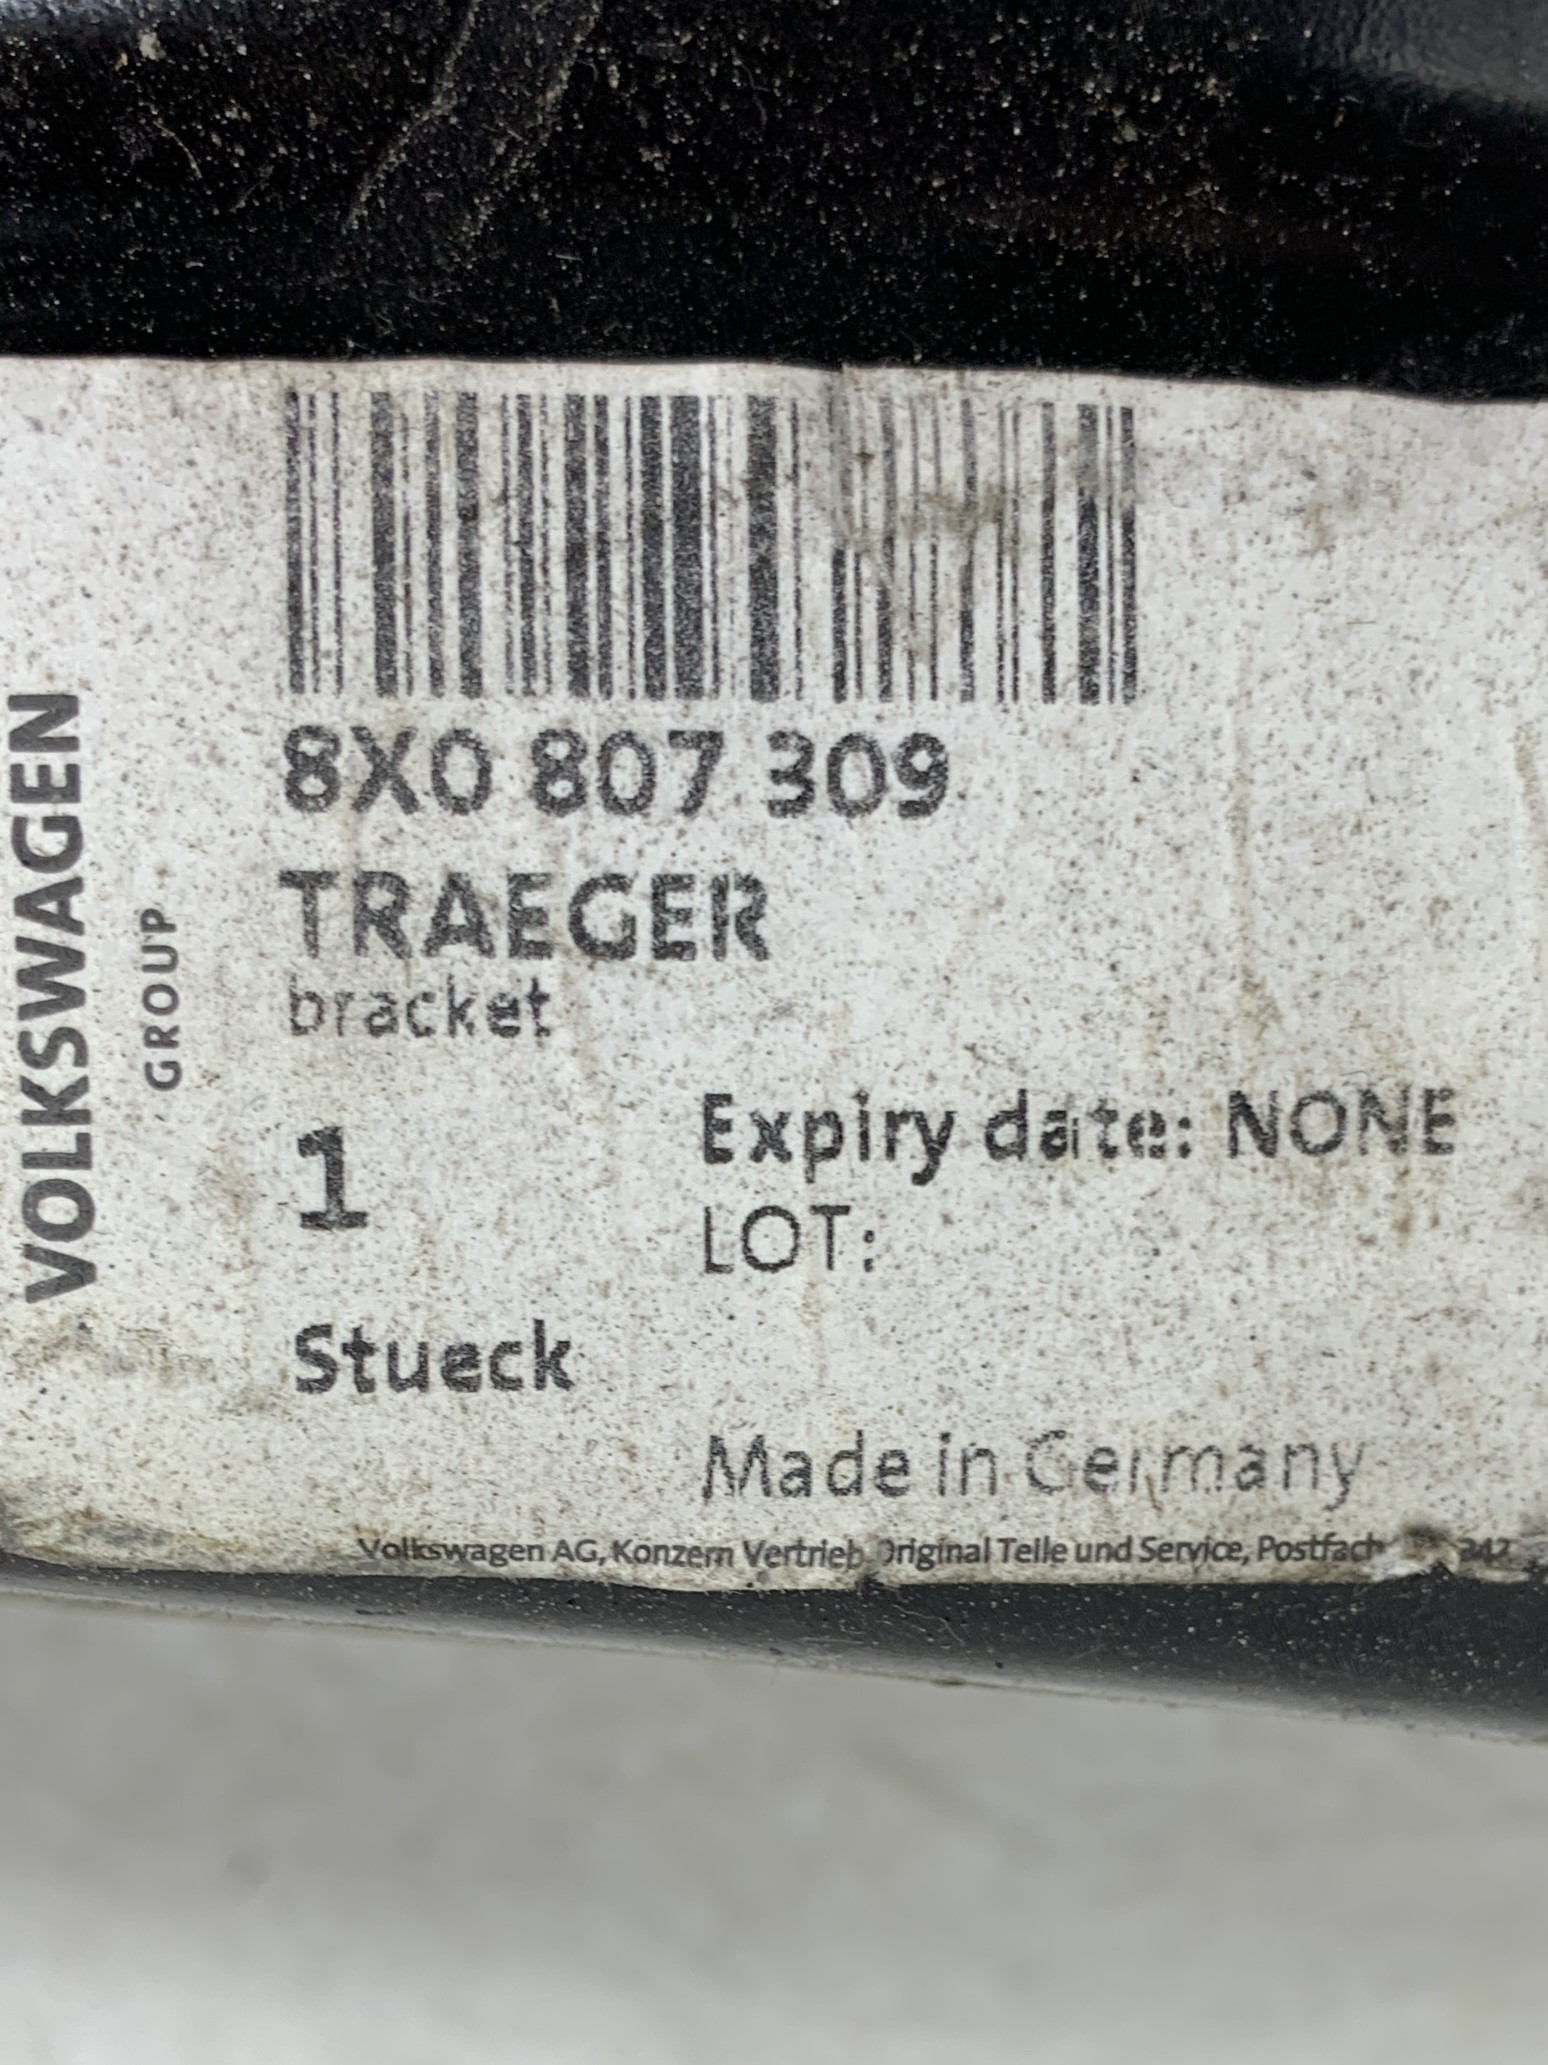 VOLKSWAGEN
GROUP
8X0 807 309
TRAEGER
bracket
1
Expiry date: NONE
LOT:
Stueck
Made in Germany
Volkswagen AG, Konzern Vertrieb Original Teile und Service, Postfach